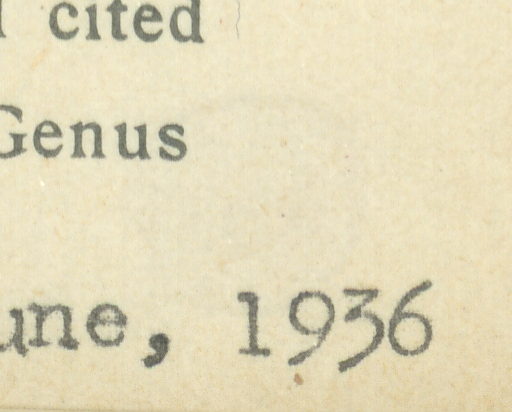 cited
Genus
une, 1936